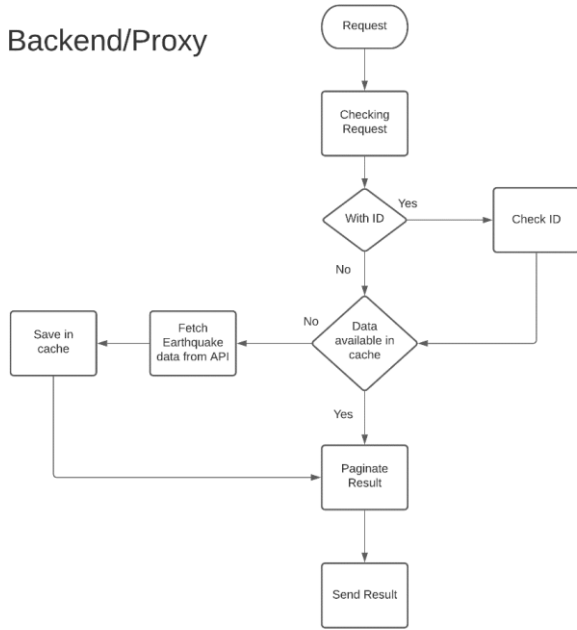 Backend/Proxy
Request
Checking
Request
With ID
Yes
Check ID
No
Data
available in
cache
No
Fetch
Earthquake
data from API
Save in
cache
Yes
Paginate
Result
Send Result